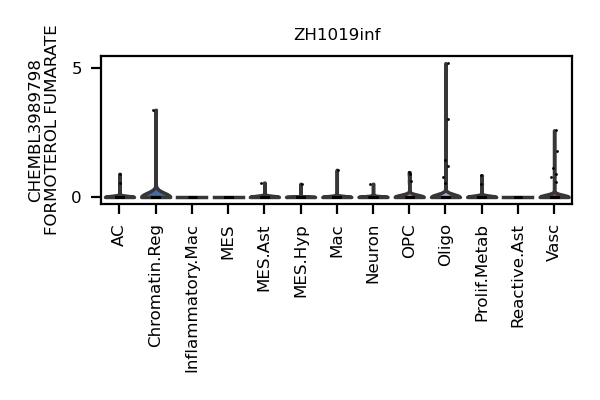 ZH1019inf
CHEMBL3989798
FORMOTEROL FUMARATE
5
0
AC
Chromatin.Reg
Inflammatory.Mac
MES
MES.Ast
MES.Hyp
Mac
Neuron
OPC
Oligo
Prolif.Metab
Reactive.Ast
Vasc